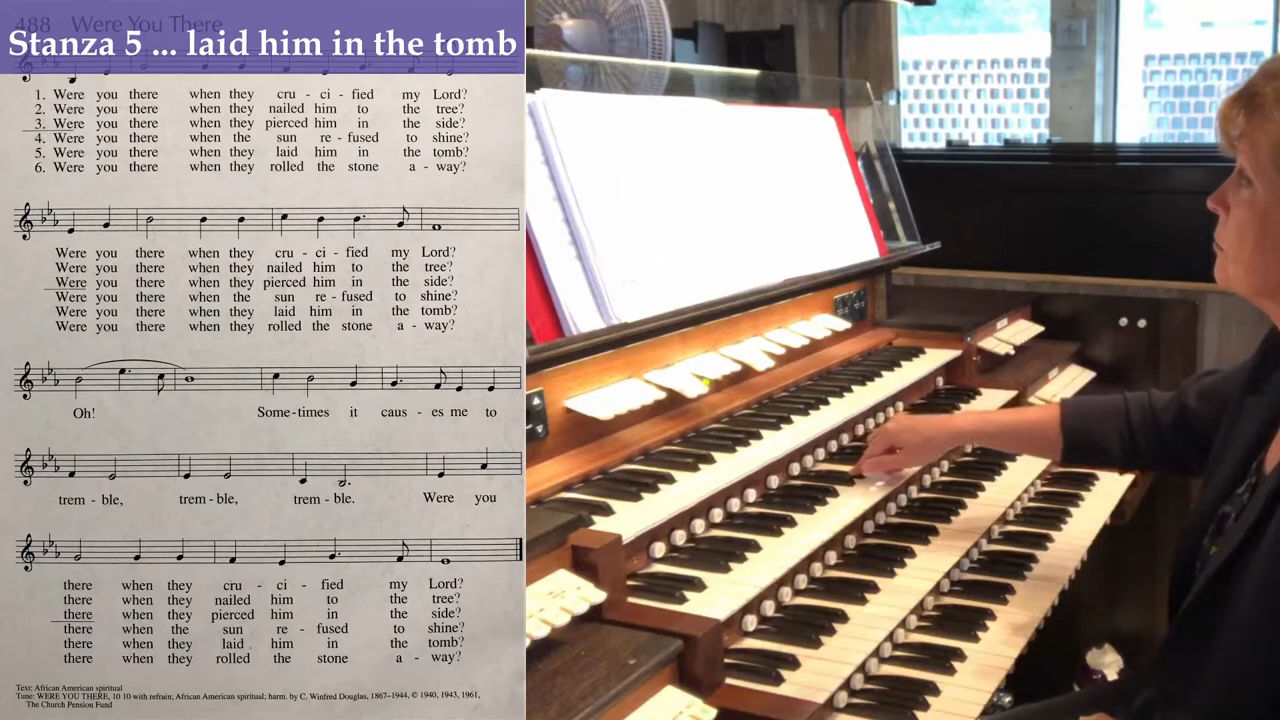 488 Were You There
Stanza 5 ... laid him in the tomb
1. Were you there when they cru - ci - fied my Lord?
2. Were you there when they nailed him to the tree?
3. Were you there when they pierced him in the side?
4. Were you there when the sun re - fused to shine?
5. Were you there when they laid him in the tomb?
6. Were you there when they rolled the stone a - way?
Were you there when they cru - ci - fied my Lord?
Were you there when they nailed him to the tree?
Were you there when they pierced him in the side?
Were you there when the sun re - fused to shine?
Were you there when they laid him in the tomb?
Were you there when they rolled the stone a - way?
Oh! Some - times it caus - es me to
trem - ble, trem - ble, trem - ble. Were you
there when they cru - ci - fied my Lord?
there when they nailed him to the tree?
there when they pierced him in the side?
there when the sun re - fused to shine?
there when they laid him in the tomb?
there when they rolled the stone a - way?
Text: African American spiritual
Tune: WERE YOU THERE, 10 10 with refrain; African American spiritual; harm. by C. Winfred Douglas, 1867–1944, © 1940, 1943, 1961,
The Church Pension Fund